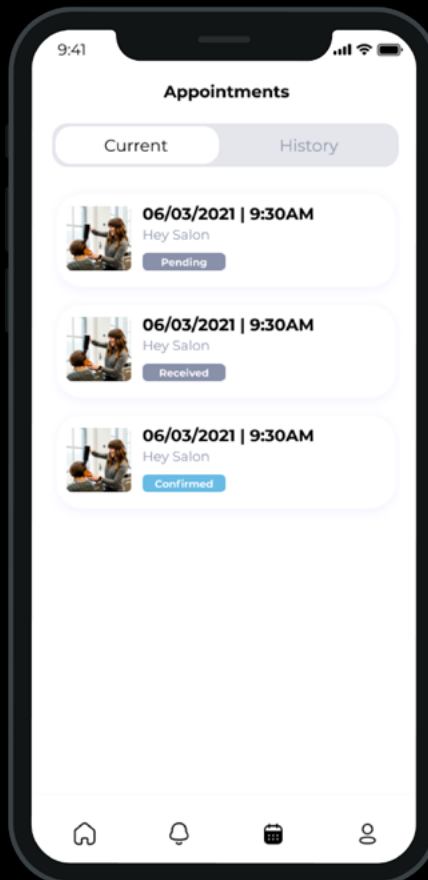 9:41
Appointments
Current
History
06/03/2021 | 9:30AM
Hey Salon
Pending
06/03/2021 | 9:30AM
Hey Salon
Received
06/03/2021 | 9:30AM
Hey Salon
Confirmed